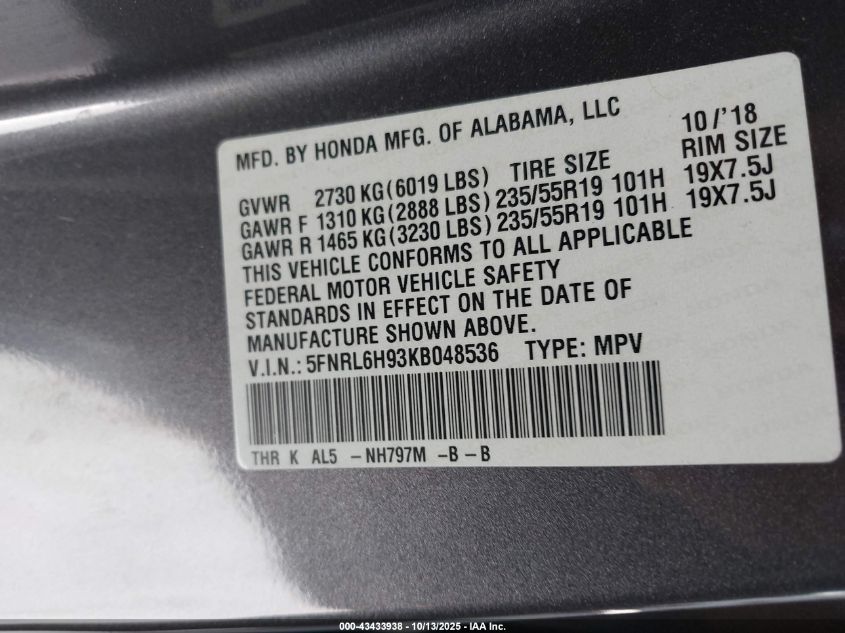 MFD. BY HONDA MFG. OF ALABAMA, LLC 10/'18
GVWR 2730 KG(6019 LBS) TIRE SIZE RIM SIZE
GAWR F 1310 KG(2888 LBS) 235/55R19 101H 19X7.5J
GAWR R 1465 KG(3230 LBS) 235/55R19 101H 19X7.5J
THIS VEHICLE CONFORMS TO ALL APPLICABLE
FEDERAL MOTOR VEHICLE SAFETY
STANDARDS IN EFFECT ON THE DATE OF
MANUFACTURE SHOWN ABOVE.
V.I.N.: 5FNRL6H93KB048536 TYPE: MPV
THR K AL5 -NH797M -B-B
000-43433938 - 10/13/2025 - IAA Inc.